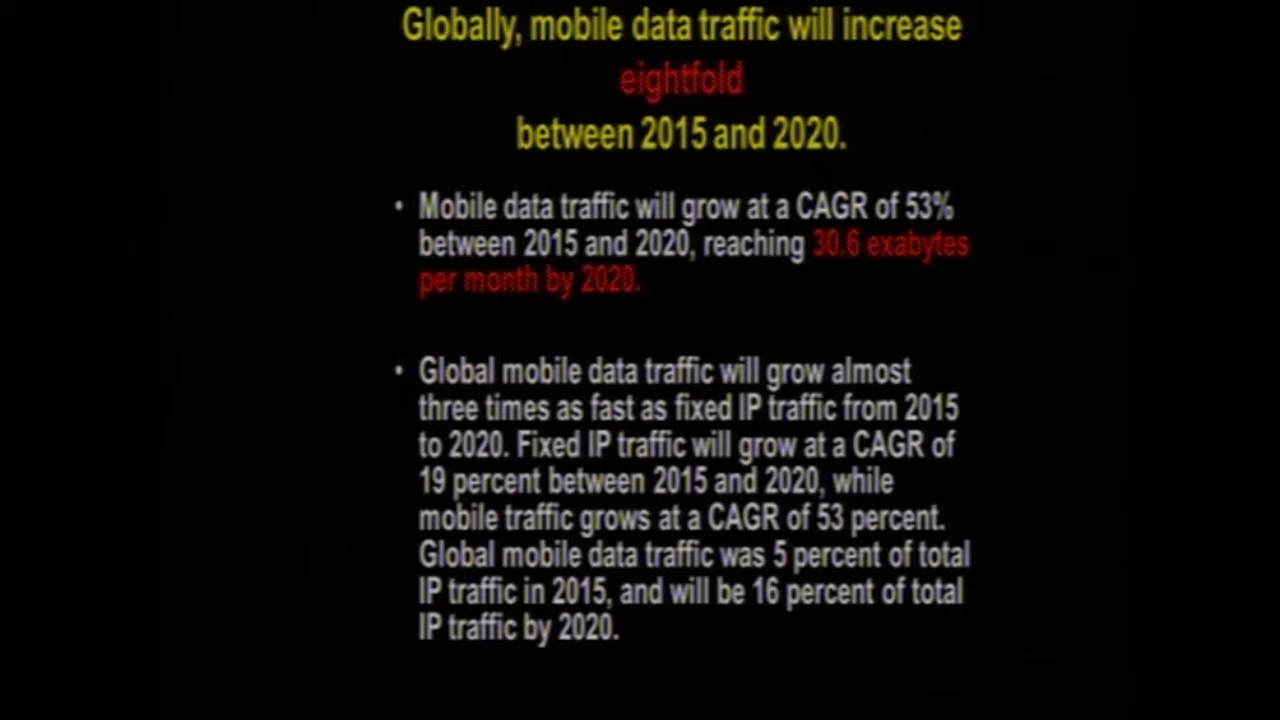 Globally, mobile data traffic will increase
eightfold
between 2015 and 2020.
• Mobile data traffic will grow at a CAGR of 53%
between 2015 and 2020, reaching 30.6 exabytes
per month by 2020.
• Global mobile data traffic will grow almost
three times as fast as fixed IP traffic from 2015
to 2020. Fixed IP traffic will grow at a CAGR of
19 percent between 2015 and 2020, while
mobile traffic grows at a CAGR of 53 percent.
Global mobile data traffic was 5 percent of total
IP traffic in 2015, and will be 16 percent of total
IP traffic by 2020.